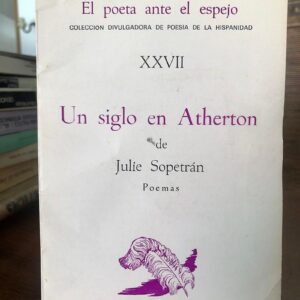 El poeta ante el espejo
COLECCION DIVULGADORA DE POESIA DE LA HISPANIDAD
XXVII
Un siglo en Atherton
de
Julie Sopetrán
Poemas